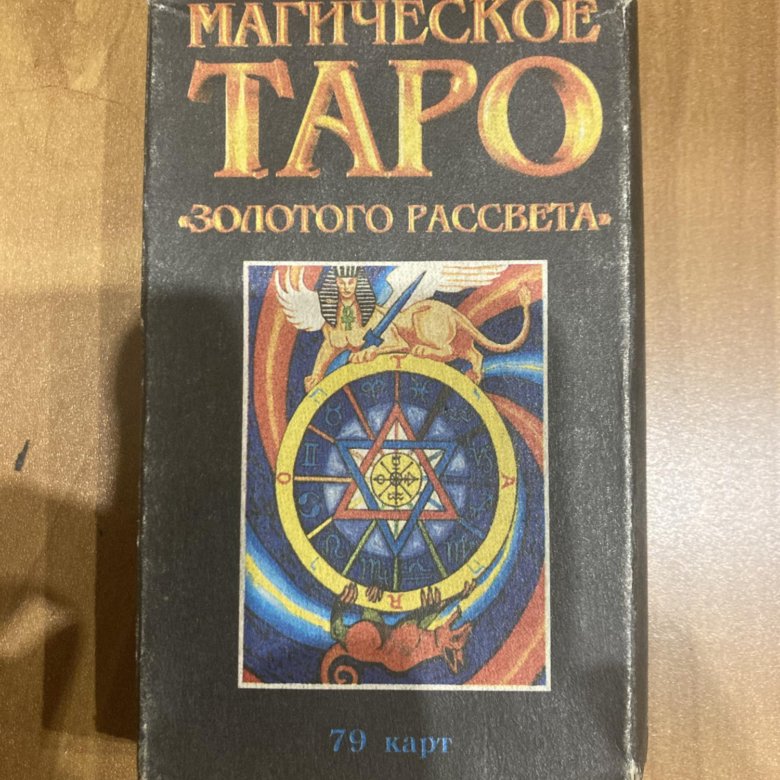 МАГИЧЕСКОЕ
ТАРО
«ЗОЛОТОГО РАССВЕТА»
T
A
R
O
79 карт